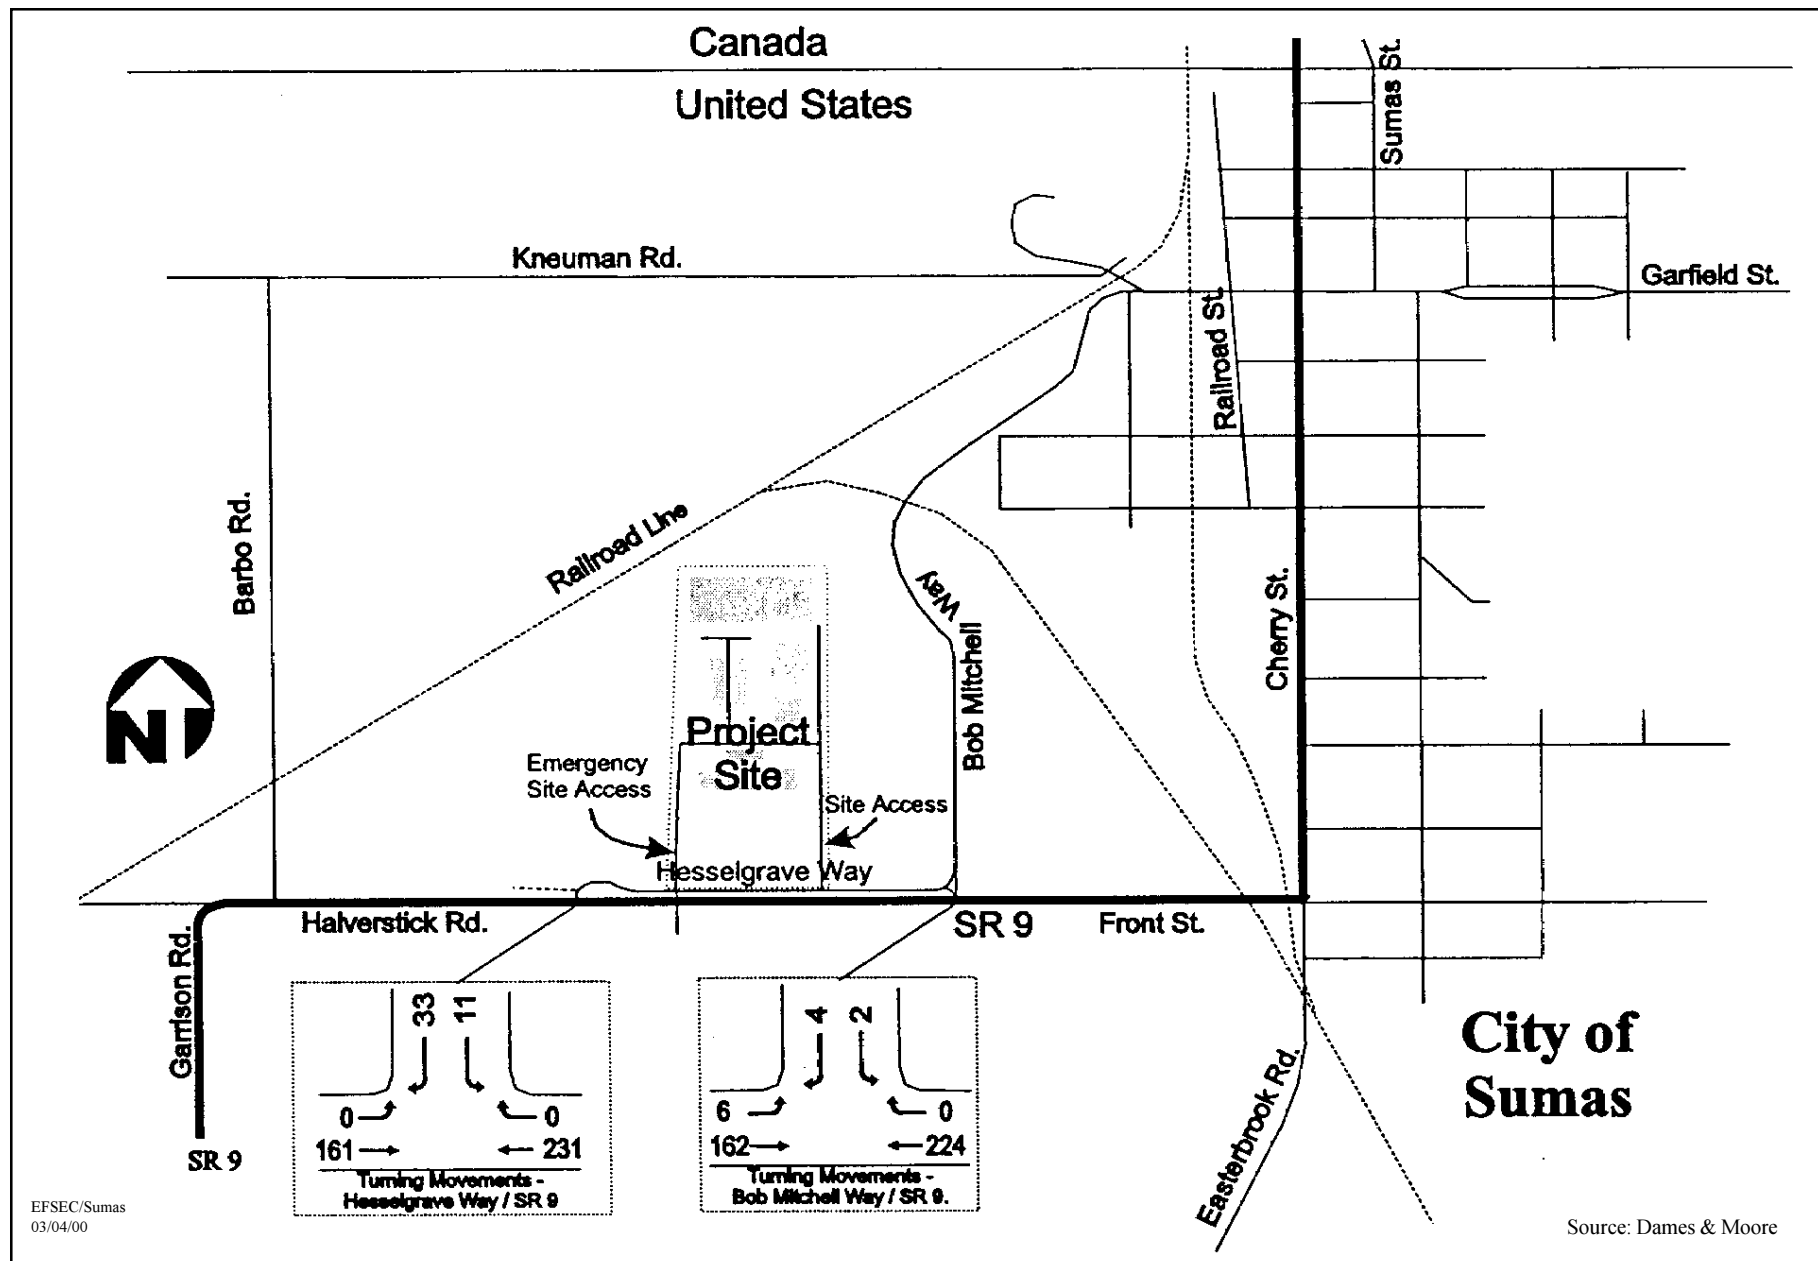 Canada
United States
Sumas St.
Kneuman Rd.
Garfield St.
Railroad St.
Barbo Rd.
Railroad Line
Way
Bob Mitchell
Cherry St.
N
Project
Site
Emergency
Site Access
Site Access
Hesselgrave Way
Halverstick Rd.
SR 9
Front St.
Garrison Rd.
SR 9
33
11
0
0
161
231
Turning Movements -
Hesselgrave Way / SR 9
4
2
6
0
162
224
Turning Movements -
Bob Mitchell Way / SR 9.
Easterbrook Rd.
City of
Sumas
EFSEC/Sumas
03/04/00
Source: Dames & Moore